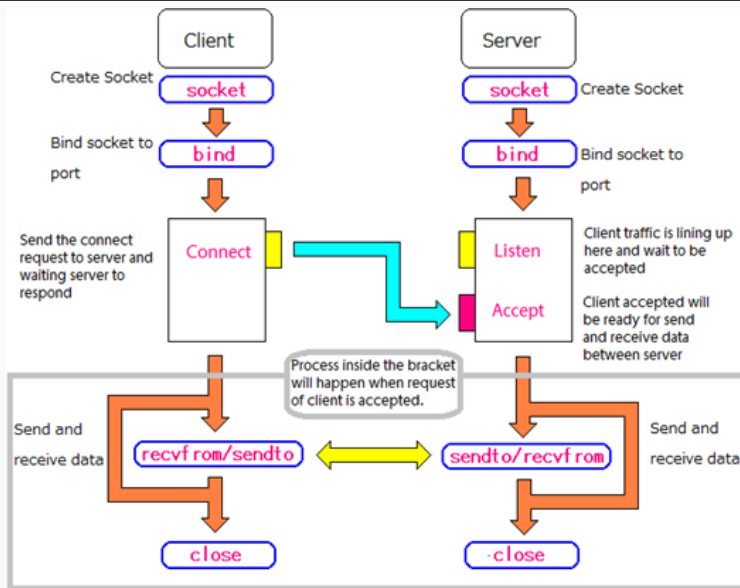 Client
Server
Create Socket
socket
socket
Create Socket
Bind socket to
port
bind
bind
Bind socket to
port
Send the connect
request to server and
waiting server to
respond
Connect
Listen
Accept
Client traffic is lining up
here and wait to be
accepted
Client accepted will
be ready for send
and receive data
between server
Process inside the bracket
will happen when request
of client is accepted.
Send and
receive data
recvfrom/sendto
sendto/recvfrom
Send and
receive data
close
close